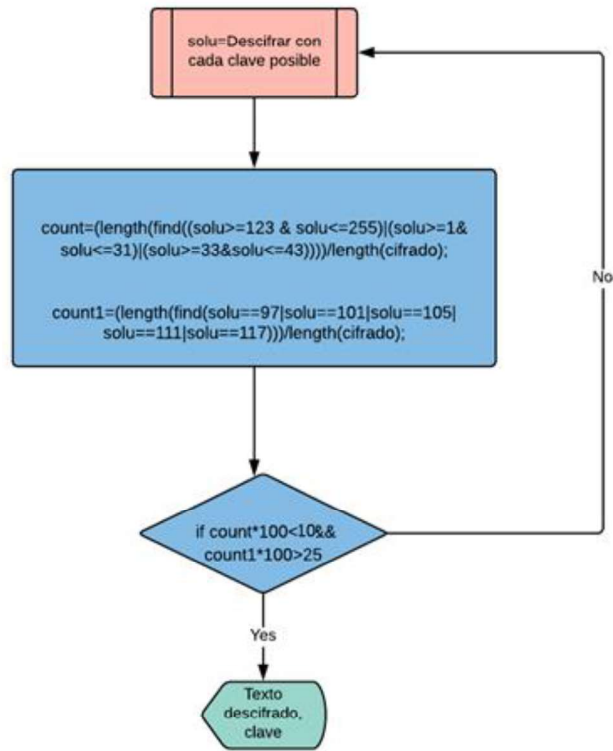 solu=Descifrar con
cada clave posible
count=(length(find((solu>=123 & solu<=255)|(solu>=1&
solu<=31)|(solu>=33&solu<=43))))/length(cifrado);
count1=(length(find(solu==97|solu==101|solu==105|
solu==111|solu==117)))/length(cifrado);
No
if count*100<10&&
count1*100>25
Yes
Texto
descifrado,
clave